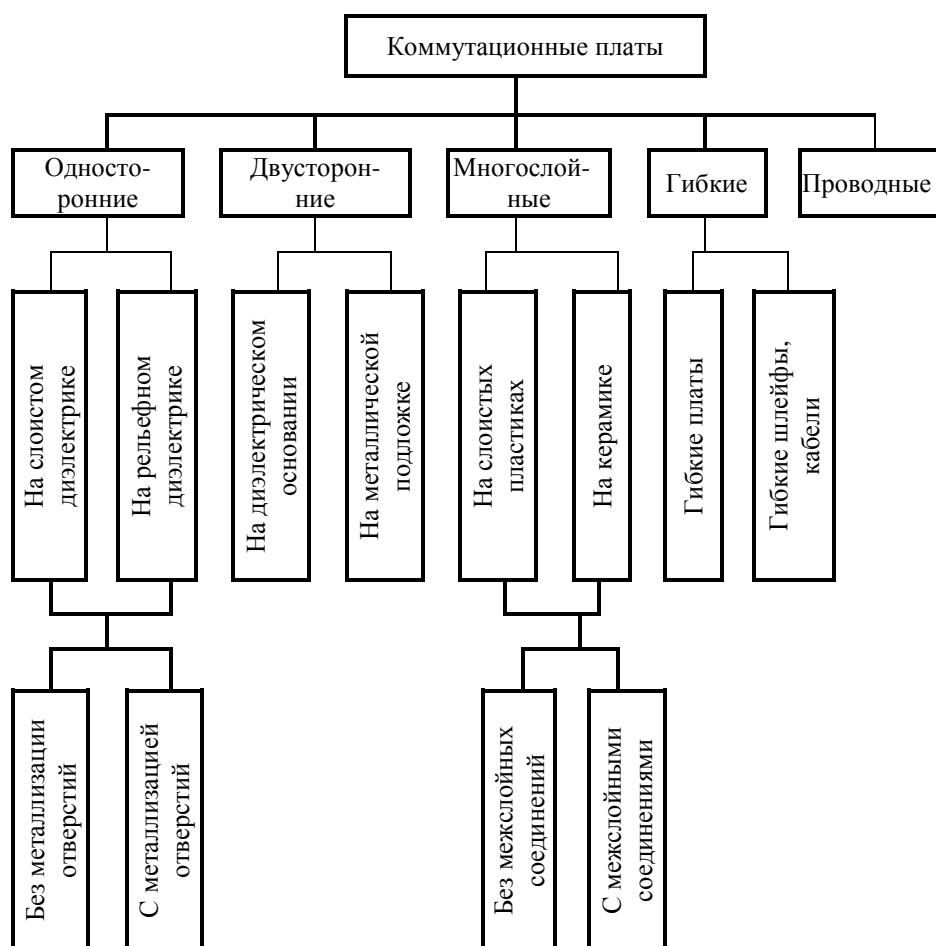 Коммутационные платы
Односто-
ронние
Двусторон-
ние
Многослой-
ные
Гибкие
Проводные
На слоистом
диэлектрике
На рельефном
диэлектрике
На диэлектрическом
основании
На металлической
подложке
На слоистых
пластиках
На керамике
Гибкие платы
Гибкие шлейфы,
кабели
Без металлизации
отверстий
С металлизацией
отверстий
Без межслойных
соединений
С межслойными
соединениями